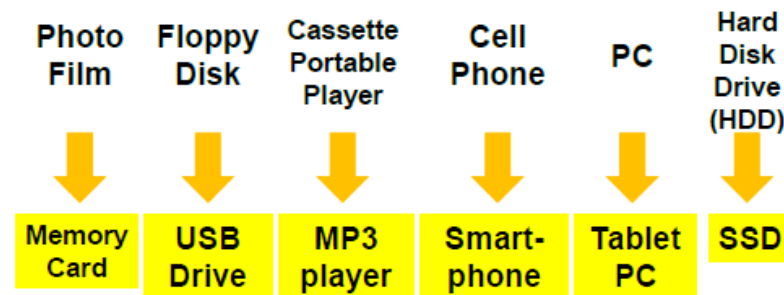 Photo
Film
Floppy
Disk
Cassette
Portable
Player
Cell
Phone
PC
Hard
Disk
Drive
(HDD)
Memory
Card
USB
Drive
MP3
player
Smart-
phone
Tablet
PC
SSD